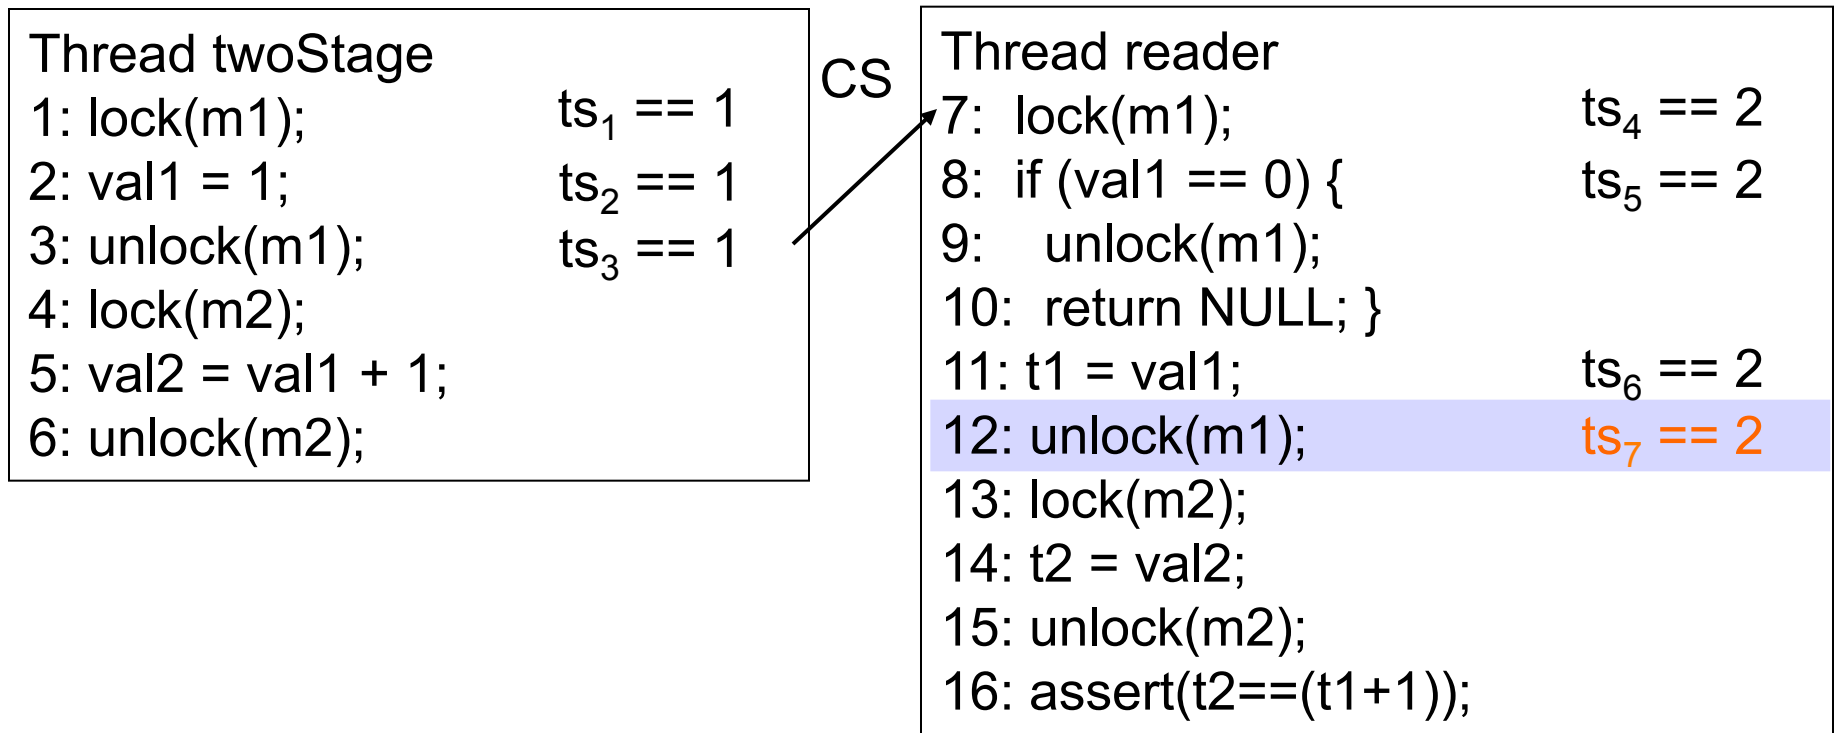 Thread twoStage
1: lock(m1); ts₁ == 1
2: val1 = 1; ts₂ == 1
3: unlock(m1); ts₃ == 1
4: lock(m2);
5: val2 = val1 + 1;
6: unlock(m2);
CS
Thread reader
7: lock(m1); ts₄ == 2
8: if (val1 == 0) { ts₅ == 2
9: unlock(m1);
10: return NULL; }
11: t1 = val1; ts₆ == 2
12: unlock(m1); ts₇ == 2
13: lock(m2);
14: t2 = val2;
15: unlock(m2);
16: assert(t2==(t1+1));